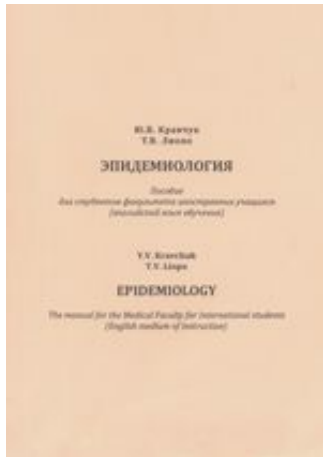 Ю.В. Кравчук
Т.В. Лиопо
ЭПИДЕМИОЛОГИЯ
Пособие
для студентов факультета иностранных учащихся
(английский язык обучения)
Y.V. Kravchuk
T.V. Liopo
EPIDEMIOLOGY
The manual for the Medical Faculty for International students
(English medium of instruction)